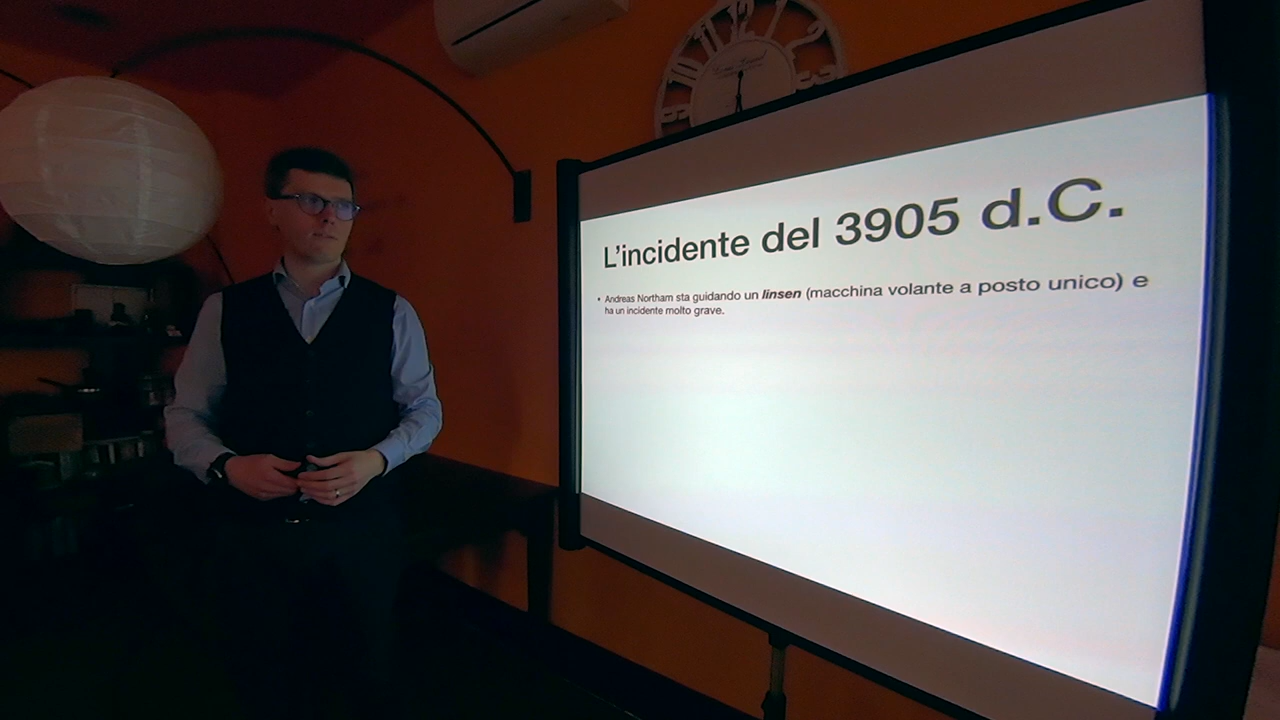 L'incidente del 3905 d.C.
• Andreas Northam sta guidando un linsen (macchina volante a posto unico) e
ha un incidente molto grave.